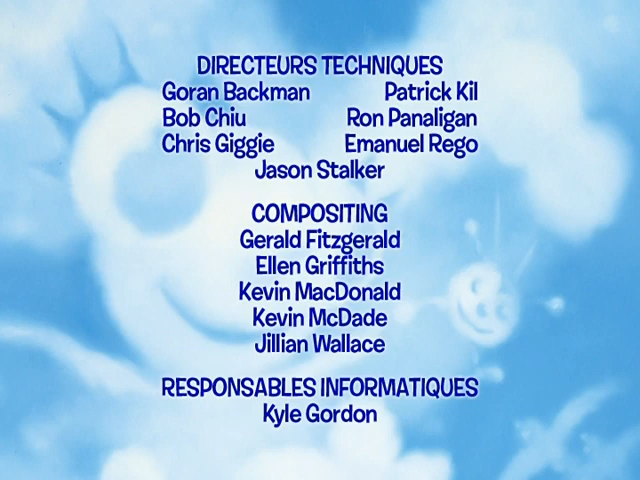 DIRECTEURS TECHNIQUES
Goran Backman Patrick Kil
Bob Chiu Ron Panaligan
Chris Giggie Emanuel Rego
Jason Stalker
COMPOSITING
Gerald Fitzgerald
Ellen Griffiths
Kevin MacDonald
Kevin McDade
Jillian Wallace
RESPONSABLES INFORMATIQUES
Kyle Gordon